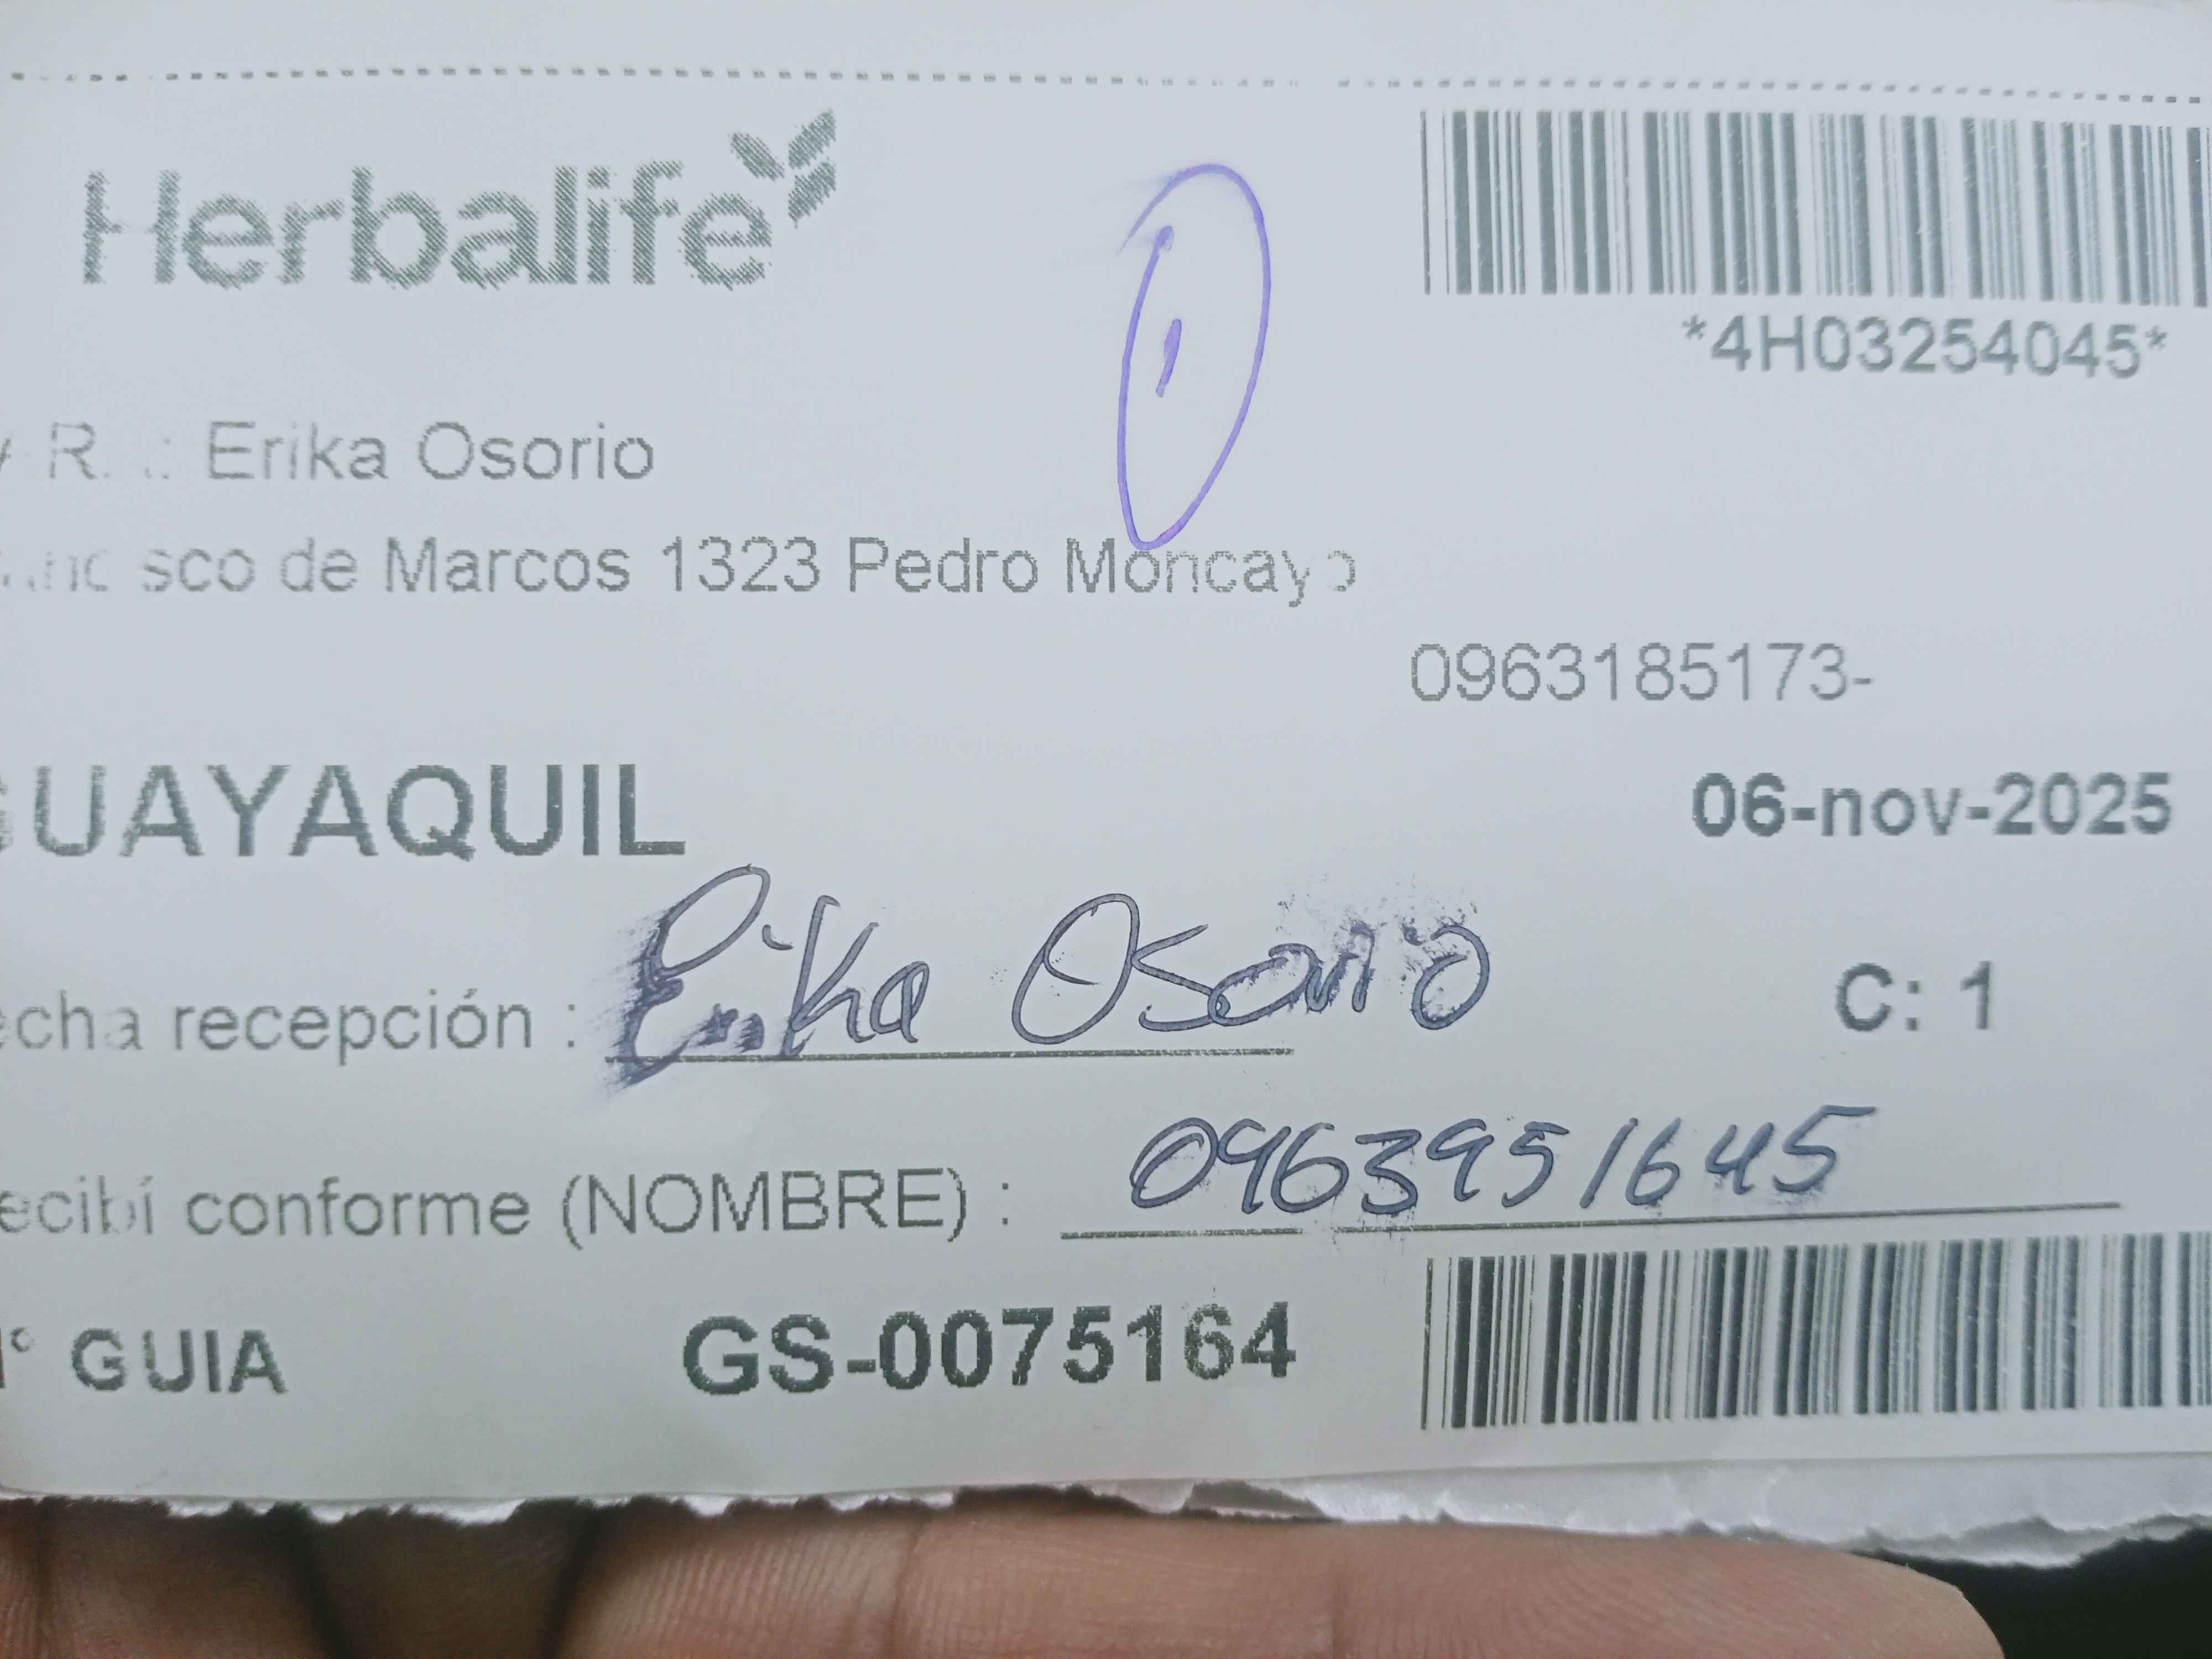 Herbalife
*4H03254045*
R. .: Erika Osorio
sco de Marcos 1323 Pedro Moncayo
0963185173-
GUAYAQUIL
06-nov-2025
echa recepción : Erika Osorio
C: 1
ecibí conforme (NOMBRE) : 0963951645
N° GUIA GS-0075164